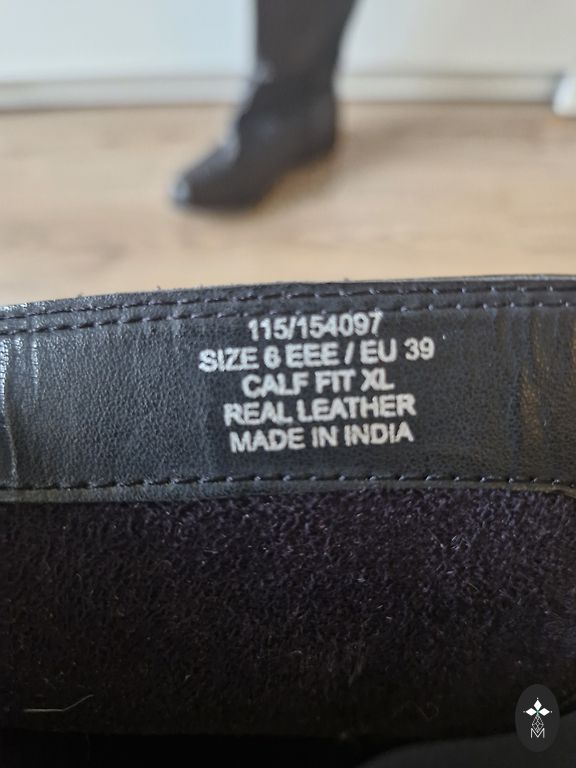 115/154097
SIZE 6 EEE / EU 39
CALF FIT XL
REAL LEATHER
MADE IN INDIA
M